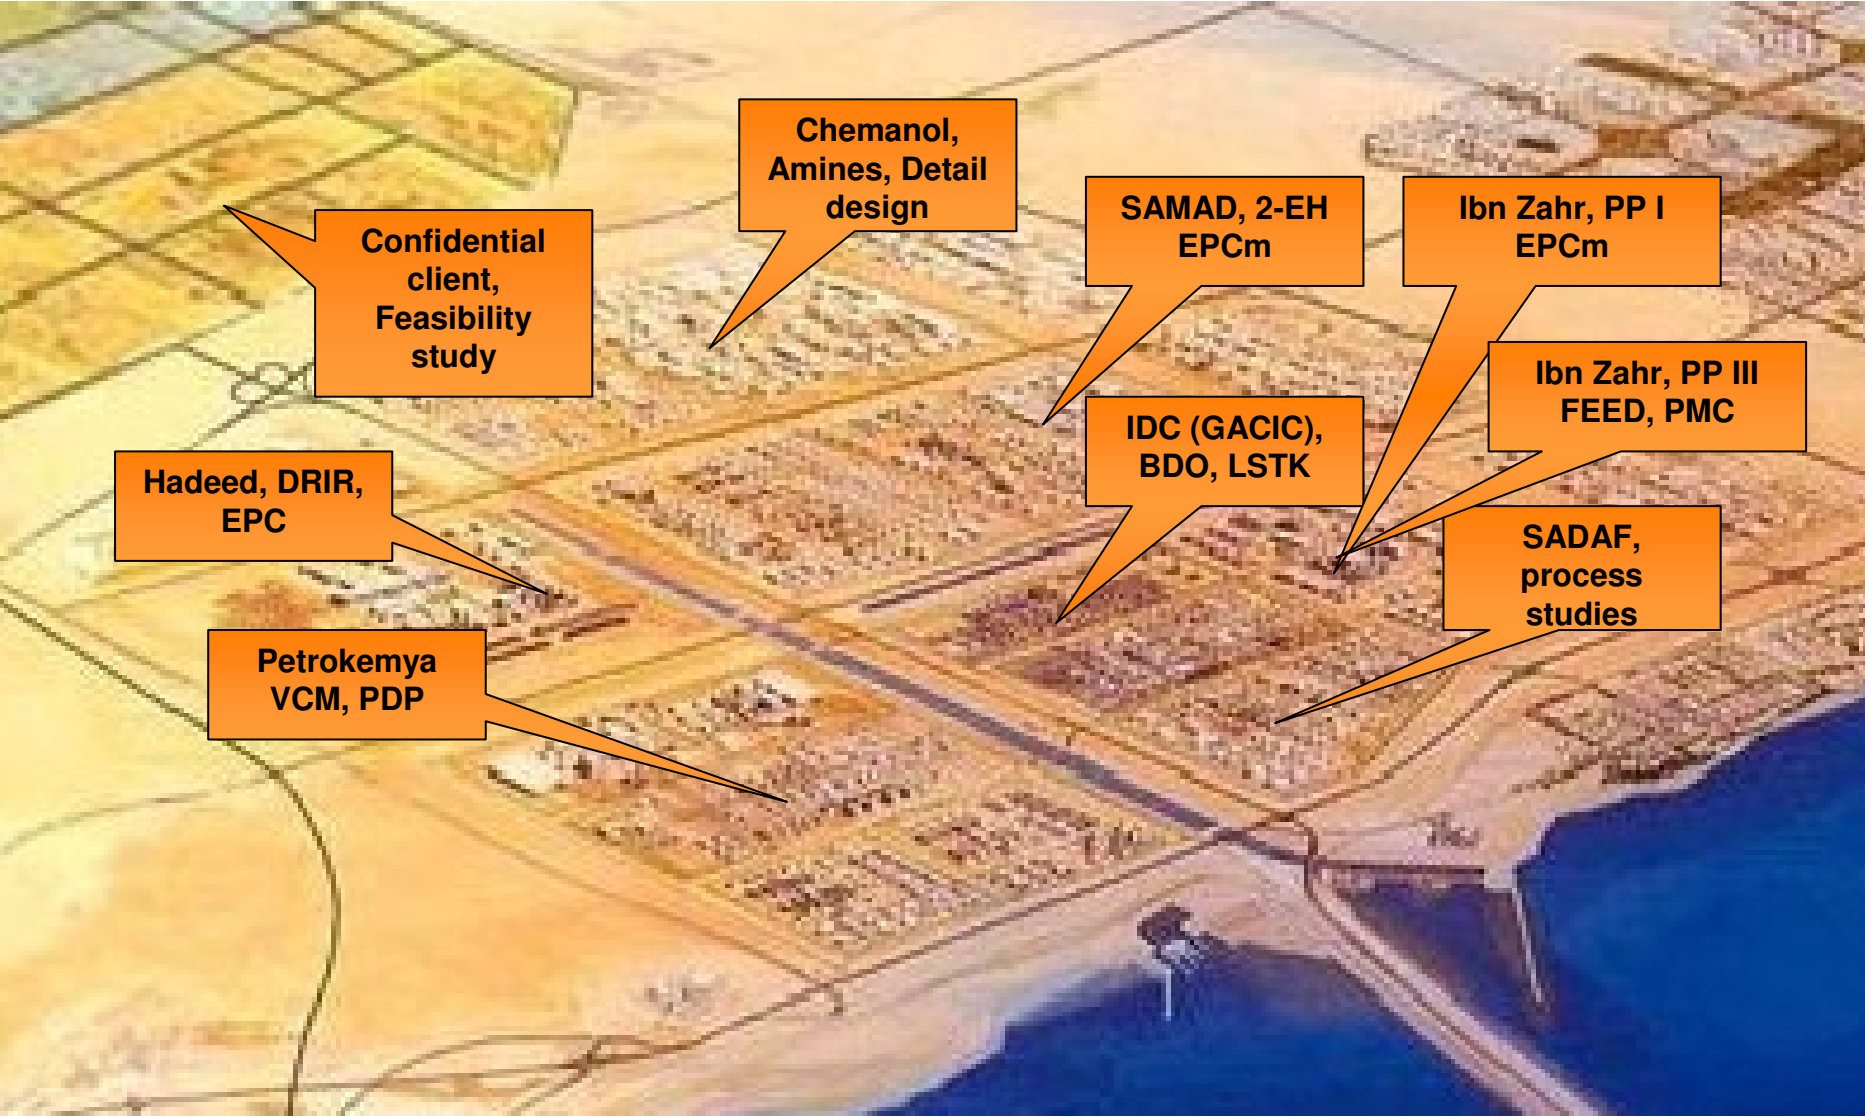 Chemanol,
Amines, Detail
design
SAMAD, 2-EH
EPCm
Ibn Zahr, PP I
EPCm
Confidential
client,
Feasibility
study
Ibn Zahr, PP III
FEED, PMC
IDC (GACIC),
BDO, LSTK
Hadeed, DRIR,
EPC
SADAF,
process
studies
Petrokemya
VCM, PDP